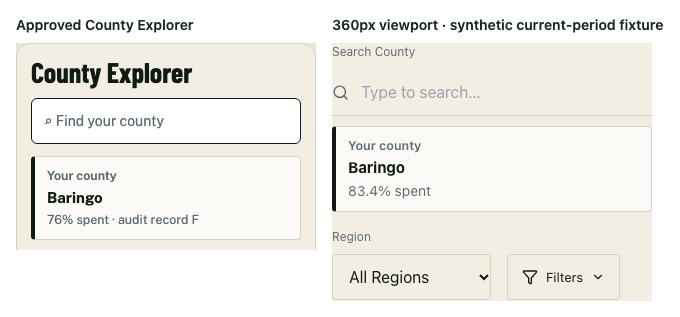 Approved County Explorer
County Explorer
Find your county
Your county
Baringo
76% spent · audit record F
360px viewport · synthetic current-period fixture
Search County
Type to search...
Your county
Baringo
83.4% spent
Region
All Regions
Filters